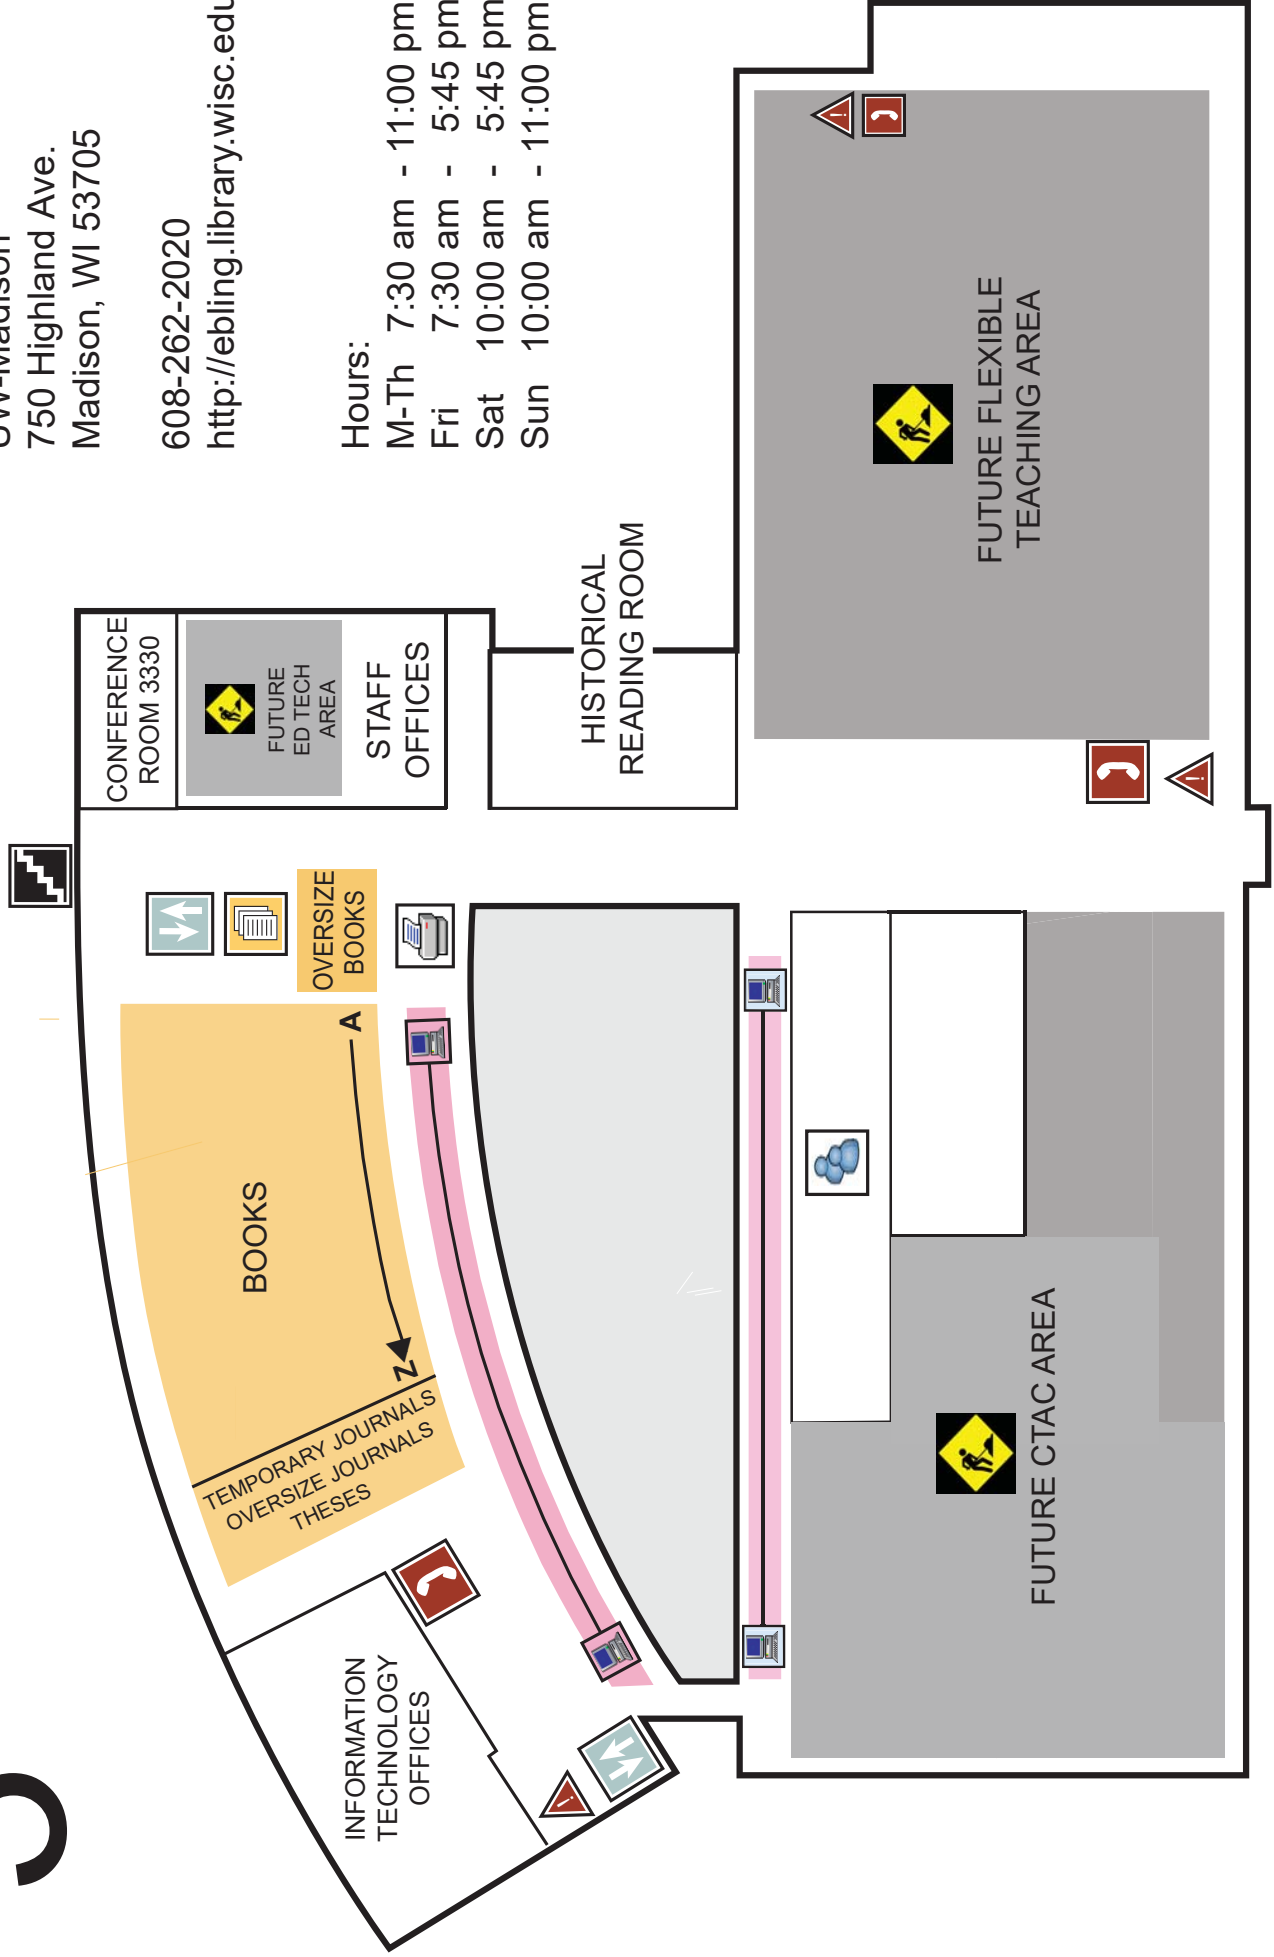 750 Highland Ave.
Madison, WI 53705
608-262-2020
http://ebling.library.wisc.edu
Hours:
M-Th 7:30 am - 11:00 pm
Fri 7:30 am - 5:45 pm
Sat 10:00 am - 5:45 pm
Sun 10:00 am - 11:00 pm
CONFERENCE
ROOM 3330
FUTURE
ED TECH
AREA
STAFF
OFFICES
HISTORICAL
READING ROOM
FUTURE FLEXIBLE
TEACHING AREA
OVERSIZE
BOOKS
BOOKS
A
Z
TEMPORARY JOURNALS
OVERSIZE JOURNALS
THESES
INFORMATION
TECHNOLOGY
OFFICES
FUTURE CTAC AREA